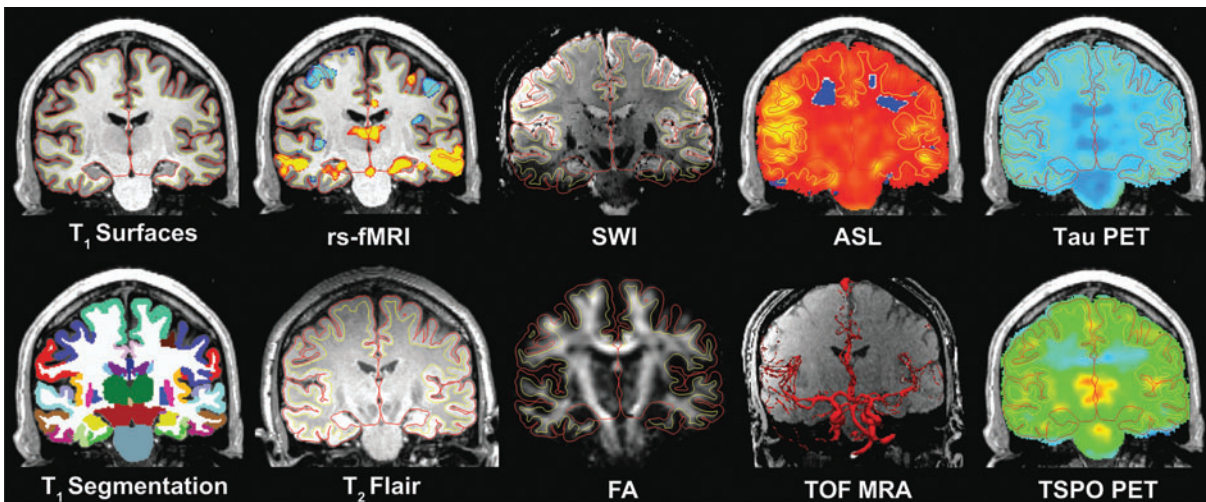 T₁ Surfaces
rs-fMRI
SWI
ASL
Tau PET
T₁ Segmentation
T₂ Flair
FA
TOF MRA
TSPO PET